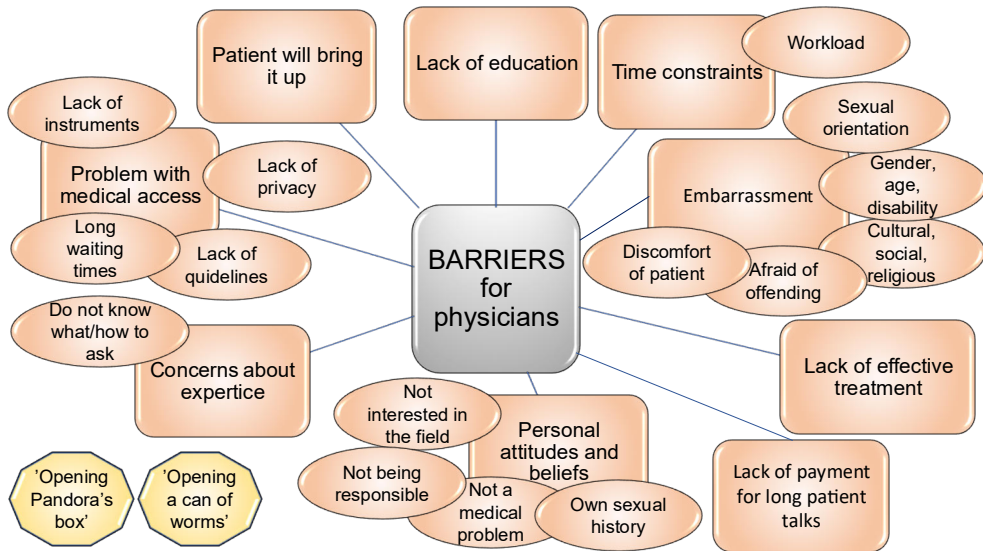 Patient will bring
it up
Lack of education
Time constraints
Workload
Lack of
instruments
Problem with
medical access
Lack of
privacy
Long
waiting
times
Lack of
quidelines
Sexual
orientation
Embarrassment
Gender,
age,
disability
Cultural,
social,
religious
Discomfort
of patient
Afraid of
offending
BARRIERS
for
physicians
Do not know
what/how to
ask
Concerns about
expertice
Lack of effective
treatment
Not
interested in
the field
Personal
attitudes and
beliefs
Not being
responsible
Not a
medical
problem
Own sexual
history
Lack of payment
for long patient
talks
’Opening
Pandora’s
box’
’Opening
a can of
worms’